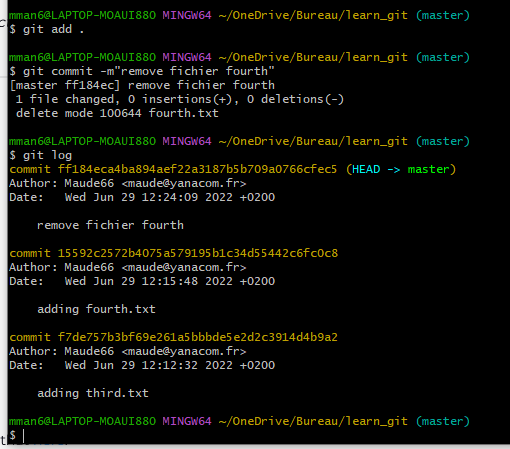 mman6@LAPTOP-MOAUI88O MINGW64 ~/OneDrive/Bureau/learn_git (master)
$ git add .
mman6@LAPTOP-MOAUI88O MINGW64 ~/OneDrive/Bureau/learn_git (master)
$ git commit -m"remove fichier fourth"
[master ff184ec] remove fichier fourth
1 file changed, 0 insertions(+), 0 deletions(-)
delete mode 100644 fourth.txt
mman6@LAPTOP-MOAUI88O MINGW64 ~/OneDrive/Bureau/learn_git (master)
$ git log
commit ff184eca4ba894aef22a3187b5b709a0766cfec5 (HEAD -> master)
Author: Maude66 <maude@yanacom.fr>
Date: Wed Jun 29 12:24:09 2022 +0200
remove fichier fourth
commit 15592c2572b4075a579195b1c34d55442c6fc0c8
Author: Maude66 <maude@yanacom.fr>
Date: Wed Jun 29 12:15:48 2022 +0200
adding fourth.txt
commit f7de757b3bf69e261a5bbbde5e2d2c3914d4b9a2
Author: Maude66 <maude@yanacom.fr>
Date: Wed Jun 29 12:12:32 2022 +0200
adding third.txt
mman6@LAPTOP-MOAUI88O MINGW64 ~/OneDrive/Bureau/learn_git (master)
$